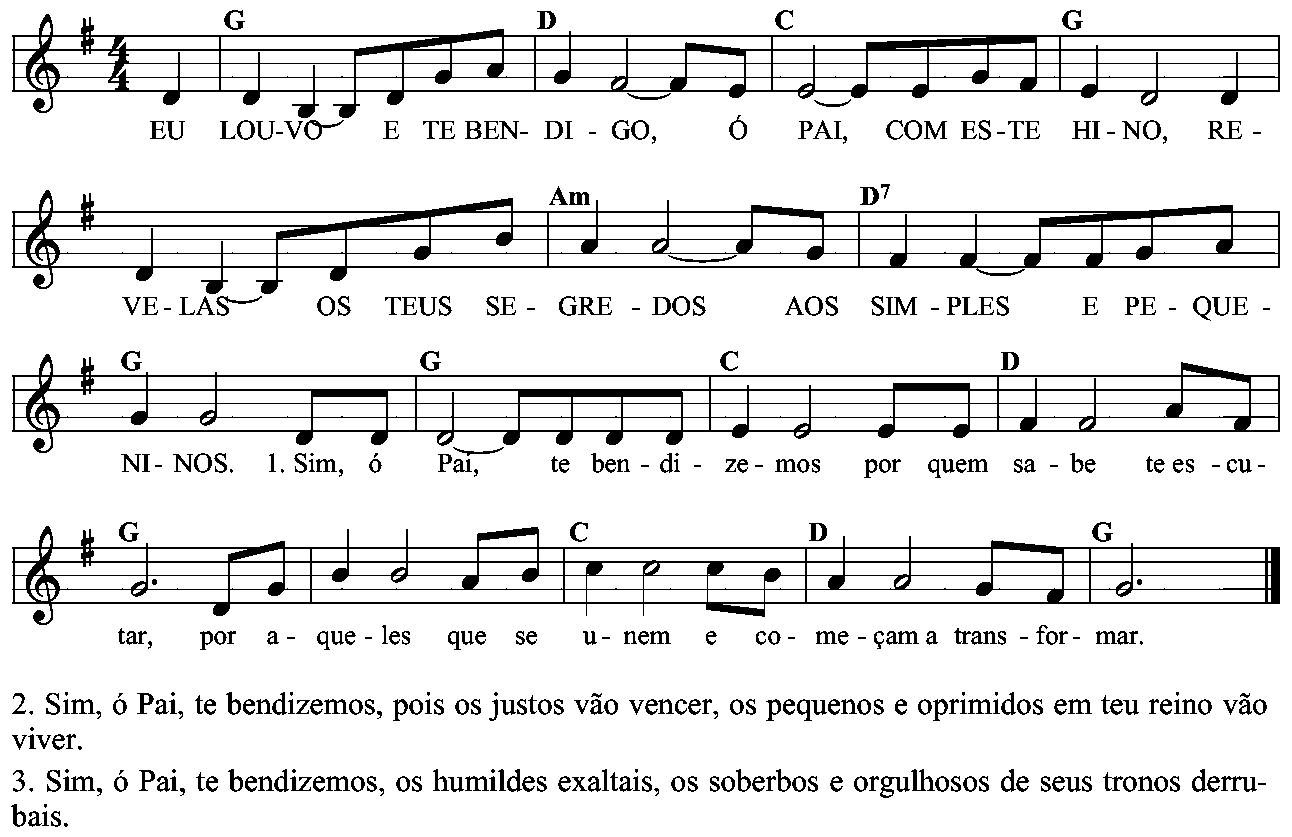 G D C G
4
4
EU LOU-VO E TE BEN- DI - GO, Ó PAI, COM ES-TE HI - NO, RE -
Am D7
VE - LAS OS TEUS SE - GRE - DOS AOS SIM - PLES E PE - QUE -
G G C D
NI - NOS. 1. Sim, ó Pai, te ben - di - ze - mos por quem sa - be te es - cu -
G C D G
tar, por a - que - les que se u - nem e co - me - çam a trans - for - mar.
2. Sim, ó Pai, te bendizemos, pois os justos vão vencer, os pequenos e oprimidos em teu reino vão
viver.
3. Sim, ó Pai, te bendizemos, os humildes exaltais, os soberbos e orgulhosos de seus tronos derru-
bais.